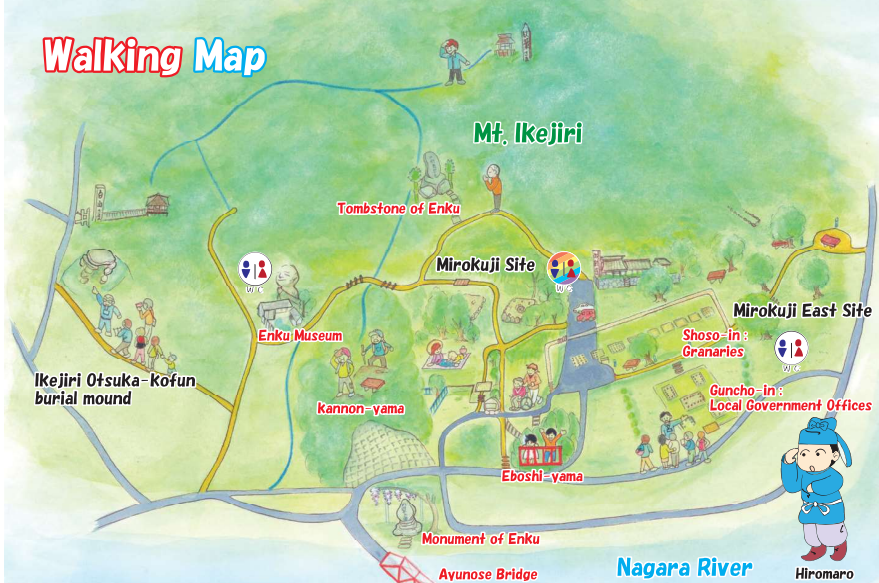 Walking Map
Mt. Ikejiri
Tombstone of Enku
Mirokuji Site
W C
W C
Mirokuji East Site
Enku Museum
Shoso-in :
Granaries
W C
Ikejiri Otsuka-Kofun
burial mound
Kannon-yama
Guncho-in :
Local Government Offices
Eboshi-yama
Monument of Enku
Ayunose Bridge
Nagara River
Hiromaro